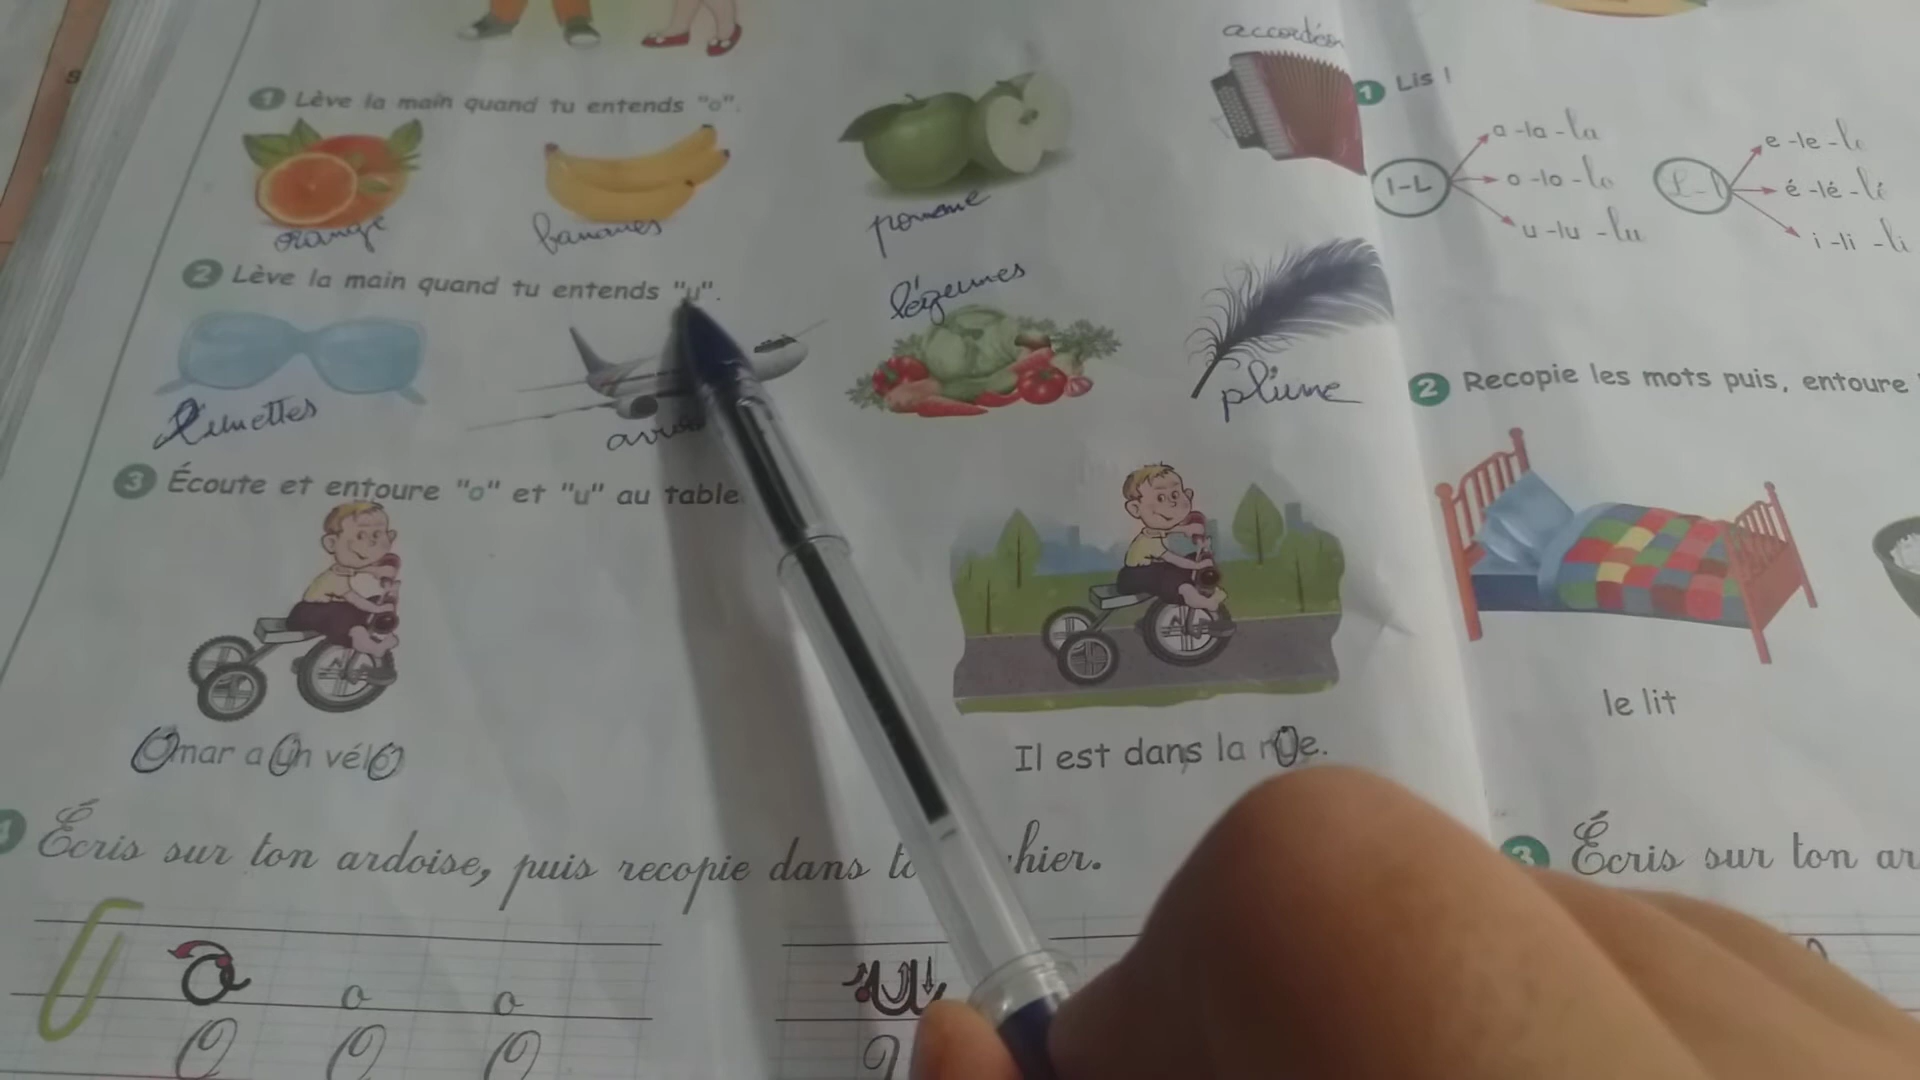 accordéon
1 Lève la main quand tu entends "o".
orange
bananes
pomme
2 Lève la main quand tu entends "u".
légumes
lunettes
plume
3 Écoute et entoure "o" et "u" au table
Omar a un vélo
Il est dans la rue.
Écris sur ton ardoise, puis recopie dans
hier.
o o
O O O
1 Lis !
l-L
a -la -la
o -lo -lo
u -lu -lu
e -le -le
é -lé -lé
i -li -li
2 Recopie les mots puis, entoure
le lit
3 Écris sur ton ar